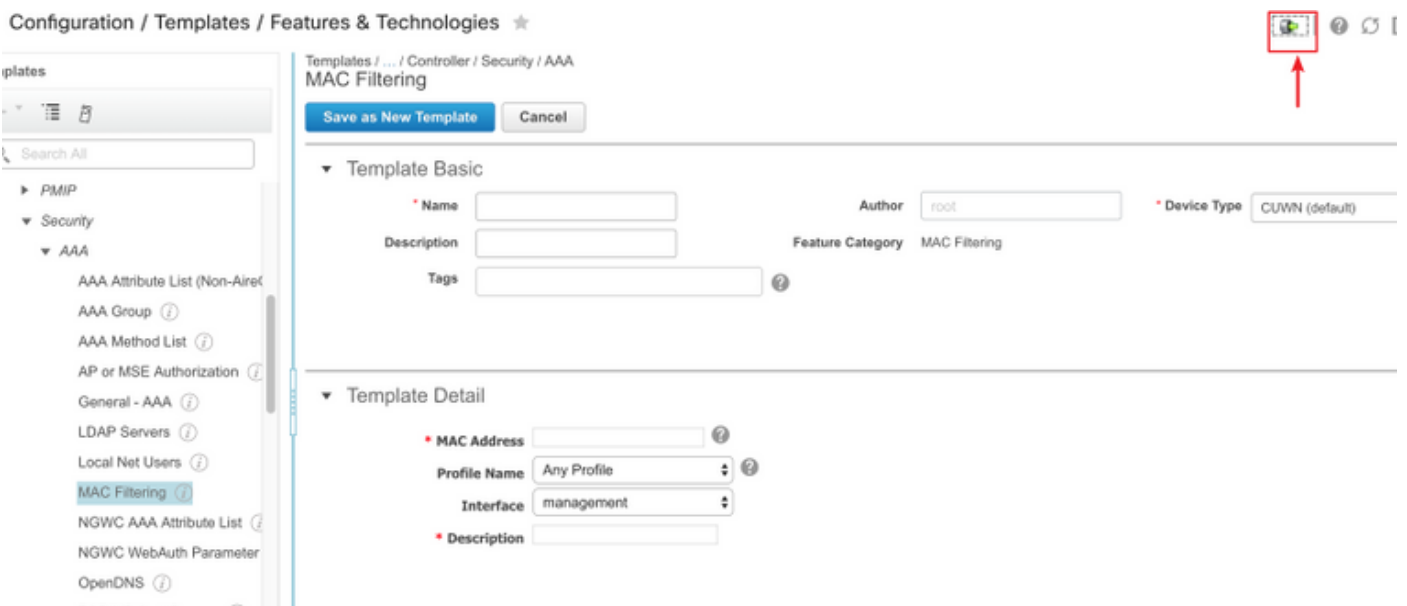 Configuration / Templates / Features & Technologies
mplates
Search All
PMIP
Security
AAA
AAA Attribute List (Non-Aire
AAA Group
AAA Method List
AP or MSE Authorization
General - AAA
LDAP Servers
Local Net Users
MAC Filtering
NGWC AAA Attribute List
NGWC WebAuth Parameter
OpenDNS
Templates / ... / Controller / Security / AAA
MAC Filtering
Save as New Template Cancel
Template Basic
* Name Author root * Device Type CUWN (default)
Description Feature Category MAC Filtering
Tags
Template Detail
* MAC Address
Profile Name Any Profile
Interface management
* Description